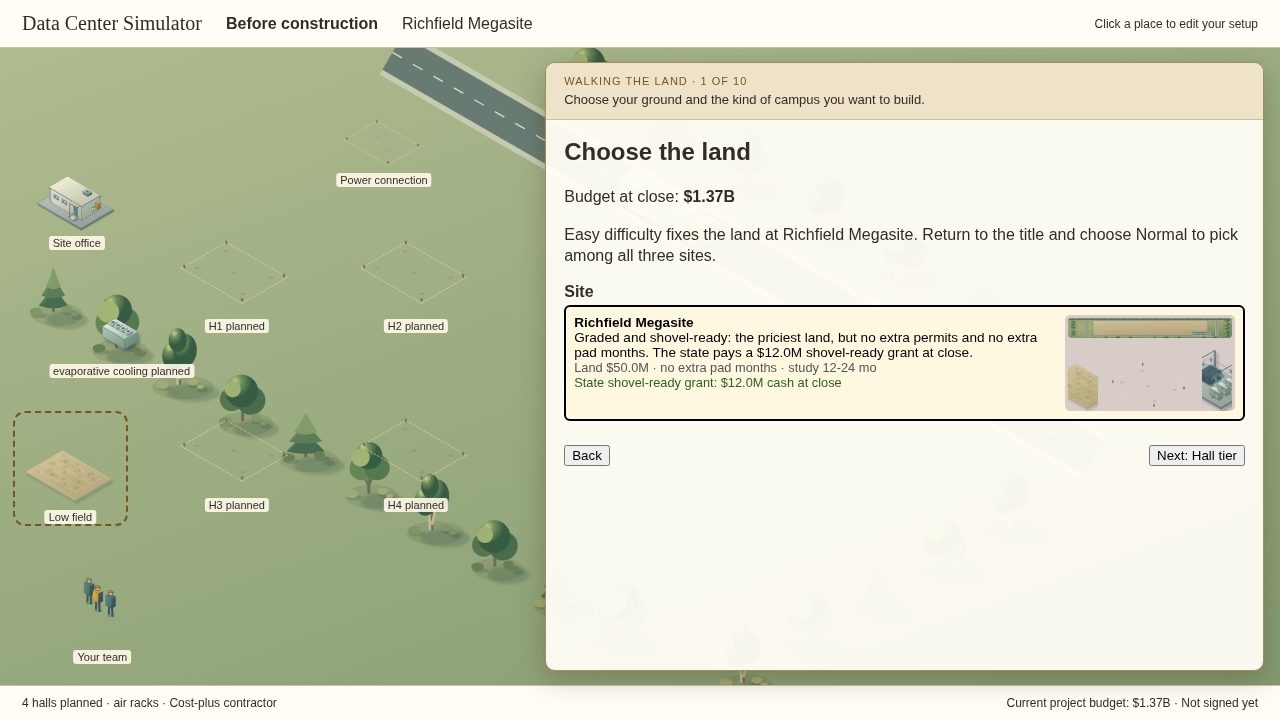 Data Center Simulator
Before construction
Richfield Megasite
Click a place to edit your setup
WALKING THE LAND · 1 OF 10
Choose your ground and the kind of campus you want to build.
Choose the land
Budget at close: $1.37B
Easy difficulty fixes the land at Richfield Megasite. Return to the title and choose Normal to pick
among all three sites.
Site
Richfield Megasite
Graded and shovel-ready: the priciest land, but no extra permits and no extra
pad months. The state pays a $12.0M shovel-ready grant at close.
Land $50.0M · no extra pad months · study 12-24 mo
State shovel-ready grant: $12.0M cash at close
Back
Next: Hall tier
Power connection
Site office
H1 planned
H2 planned
evaporative cooling planned
H3 planned
H4 planned
Low field
Your team
4 halls planned · air racks · Cost-plus contractor
Current project budget: $1.37B · Not signed yet